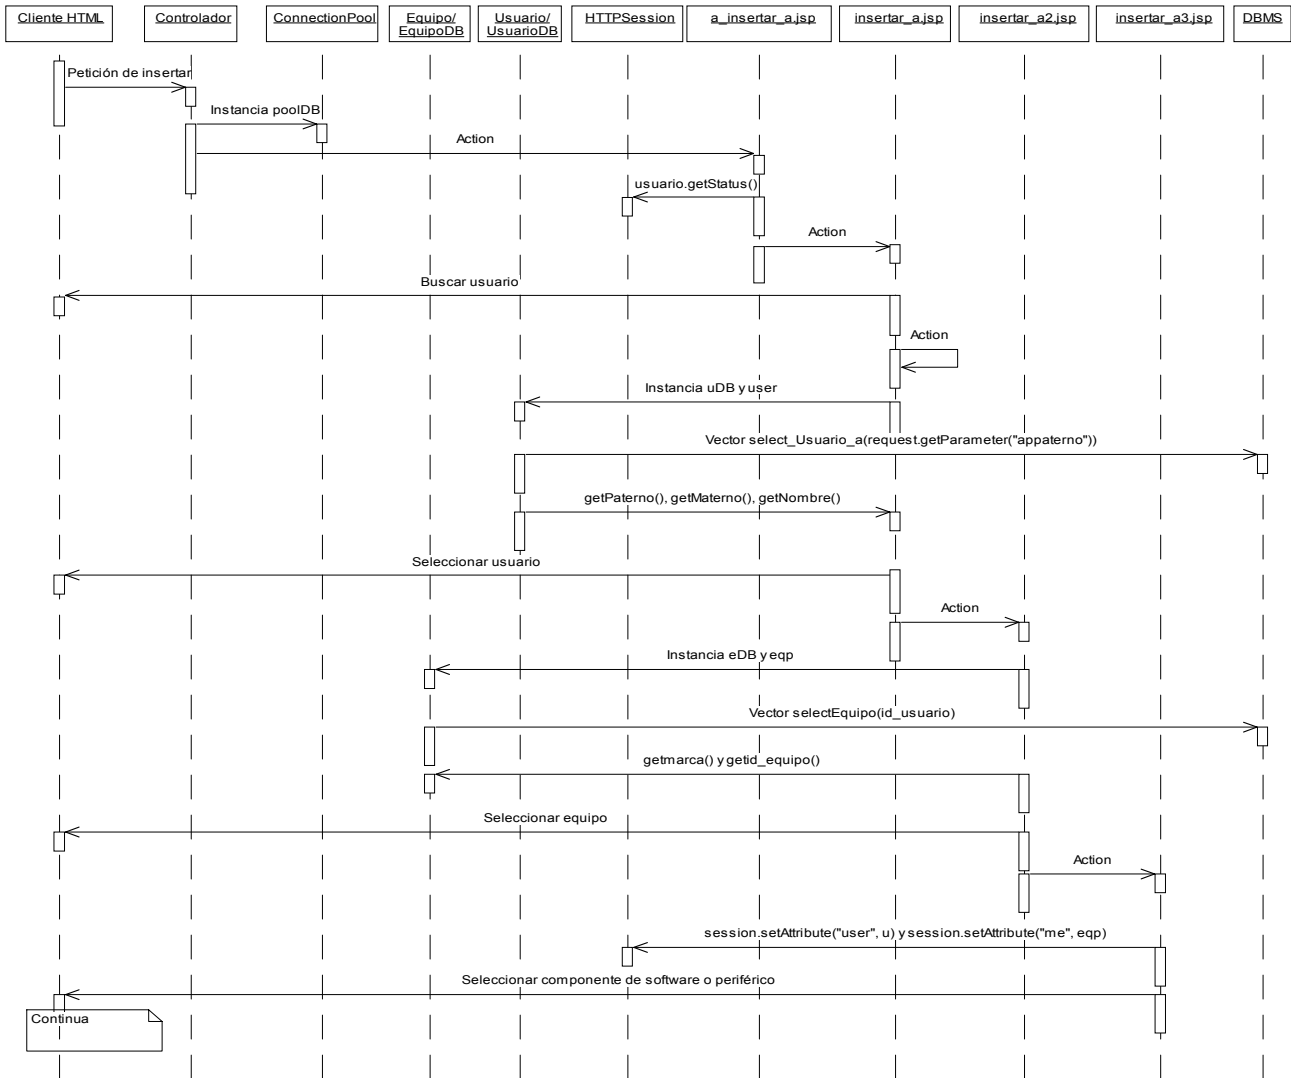 Cliente HTML
Controlador
ConnectionPool
Equipo/
EquipoDB
Usuario/
UsuarioDB
HTTPSession
a_insertar_a.jsp
insertar_a.jsp
insertar_a2.jsp
insertar_a3.jsp
DBMS
Petición de insertar
Instancia poolDB
Action
usuario.getStatus()
Action
Buscar usuario
Action
Instancia uDB y user
Vector select_Usuario_a(request.getParameter("appaterno"))
getPaterno(), getMaterno(), getNombre()
Seleccionar usuario
Action
Instancia eDB y eqp
Vector selectEquipo(id_usuario)
getmarca() y getid_equipo()
Seleccionar equipo
Action
session.setAttribute("user", u) y session.setAttribute("me", eqp)
Seleccionar componente de software o periférico
Continua